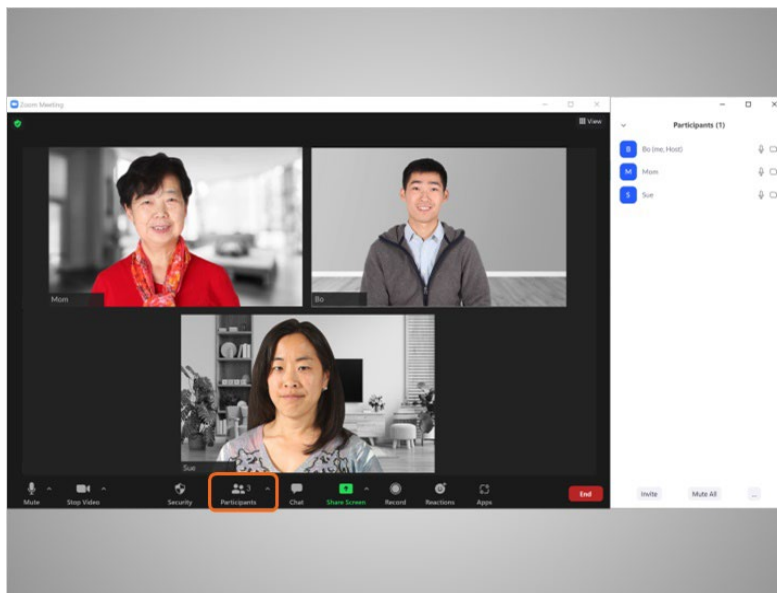 Zoom Meeting
View
Participants (1)
B Bo (me, Host)
M Mom
S Sue
Mom
Bo
Sue
3
Mute Stop Video Security Participants Chat Share Screen Record Reactions Apps End
Invite Mute All ...